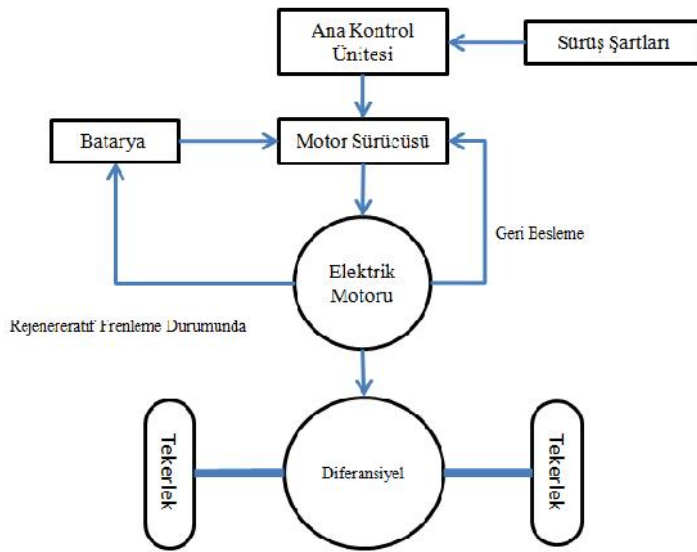 Ana Kontrol
Ünitesi
Sürüş Şartları
Batarya
Motor Sürücüsü
Geri Besleme
Elektrik
Motoru
Rejenereratif Frenleme Durumunda
Tekerlek
Diferansiyel
Tekerlek